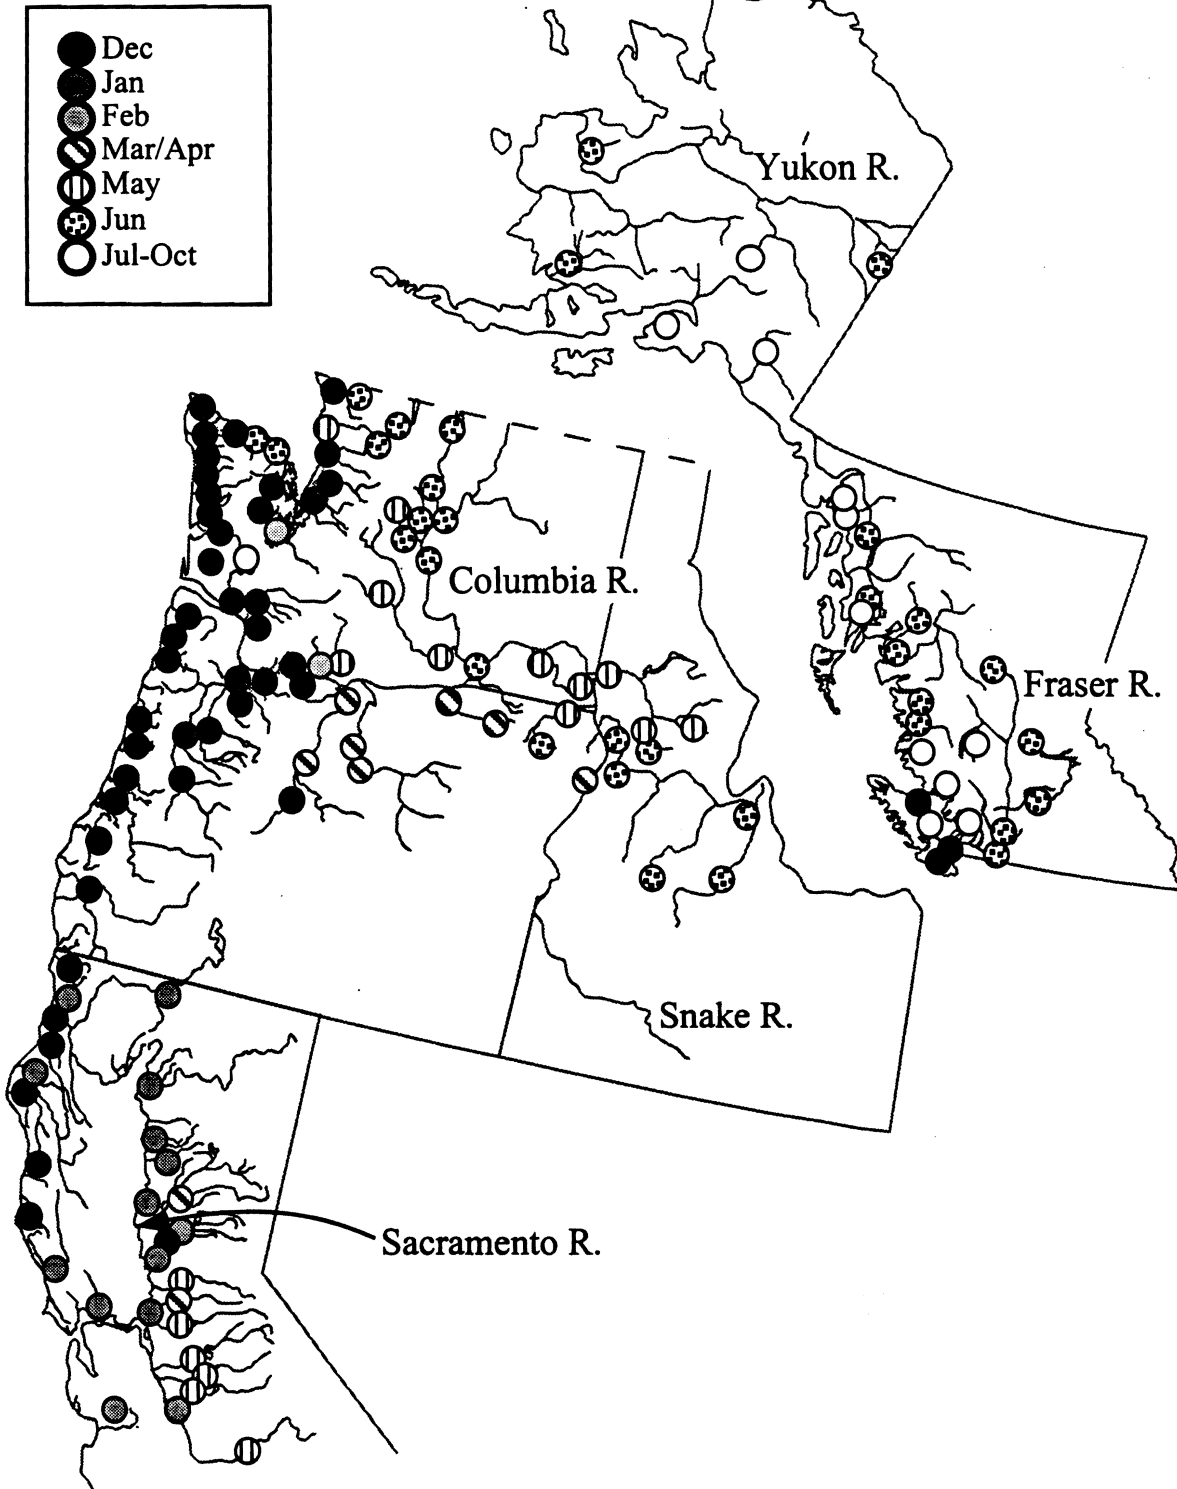 Dec
Jan
Feb
Mar/Apr
May
Jun
Jul-Oct
Yukon R.
Columbia R.
Fraser R.
Snake R.
Sacramento R.